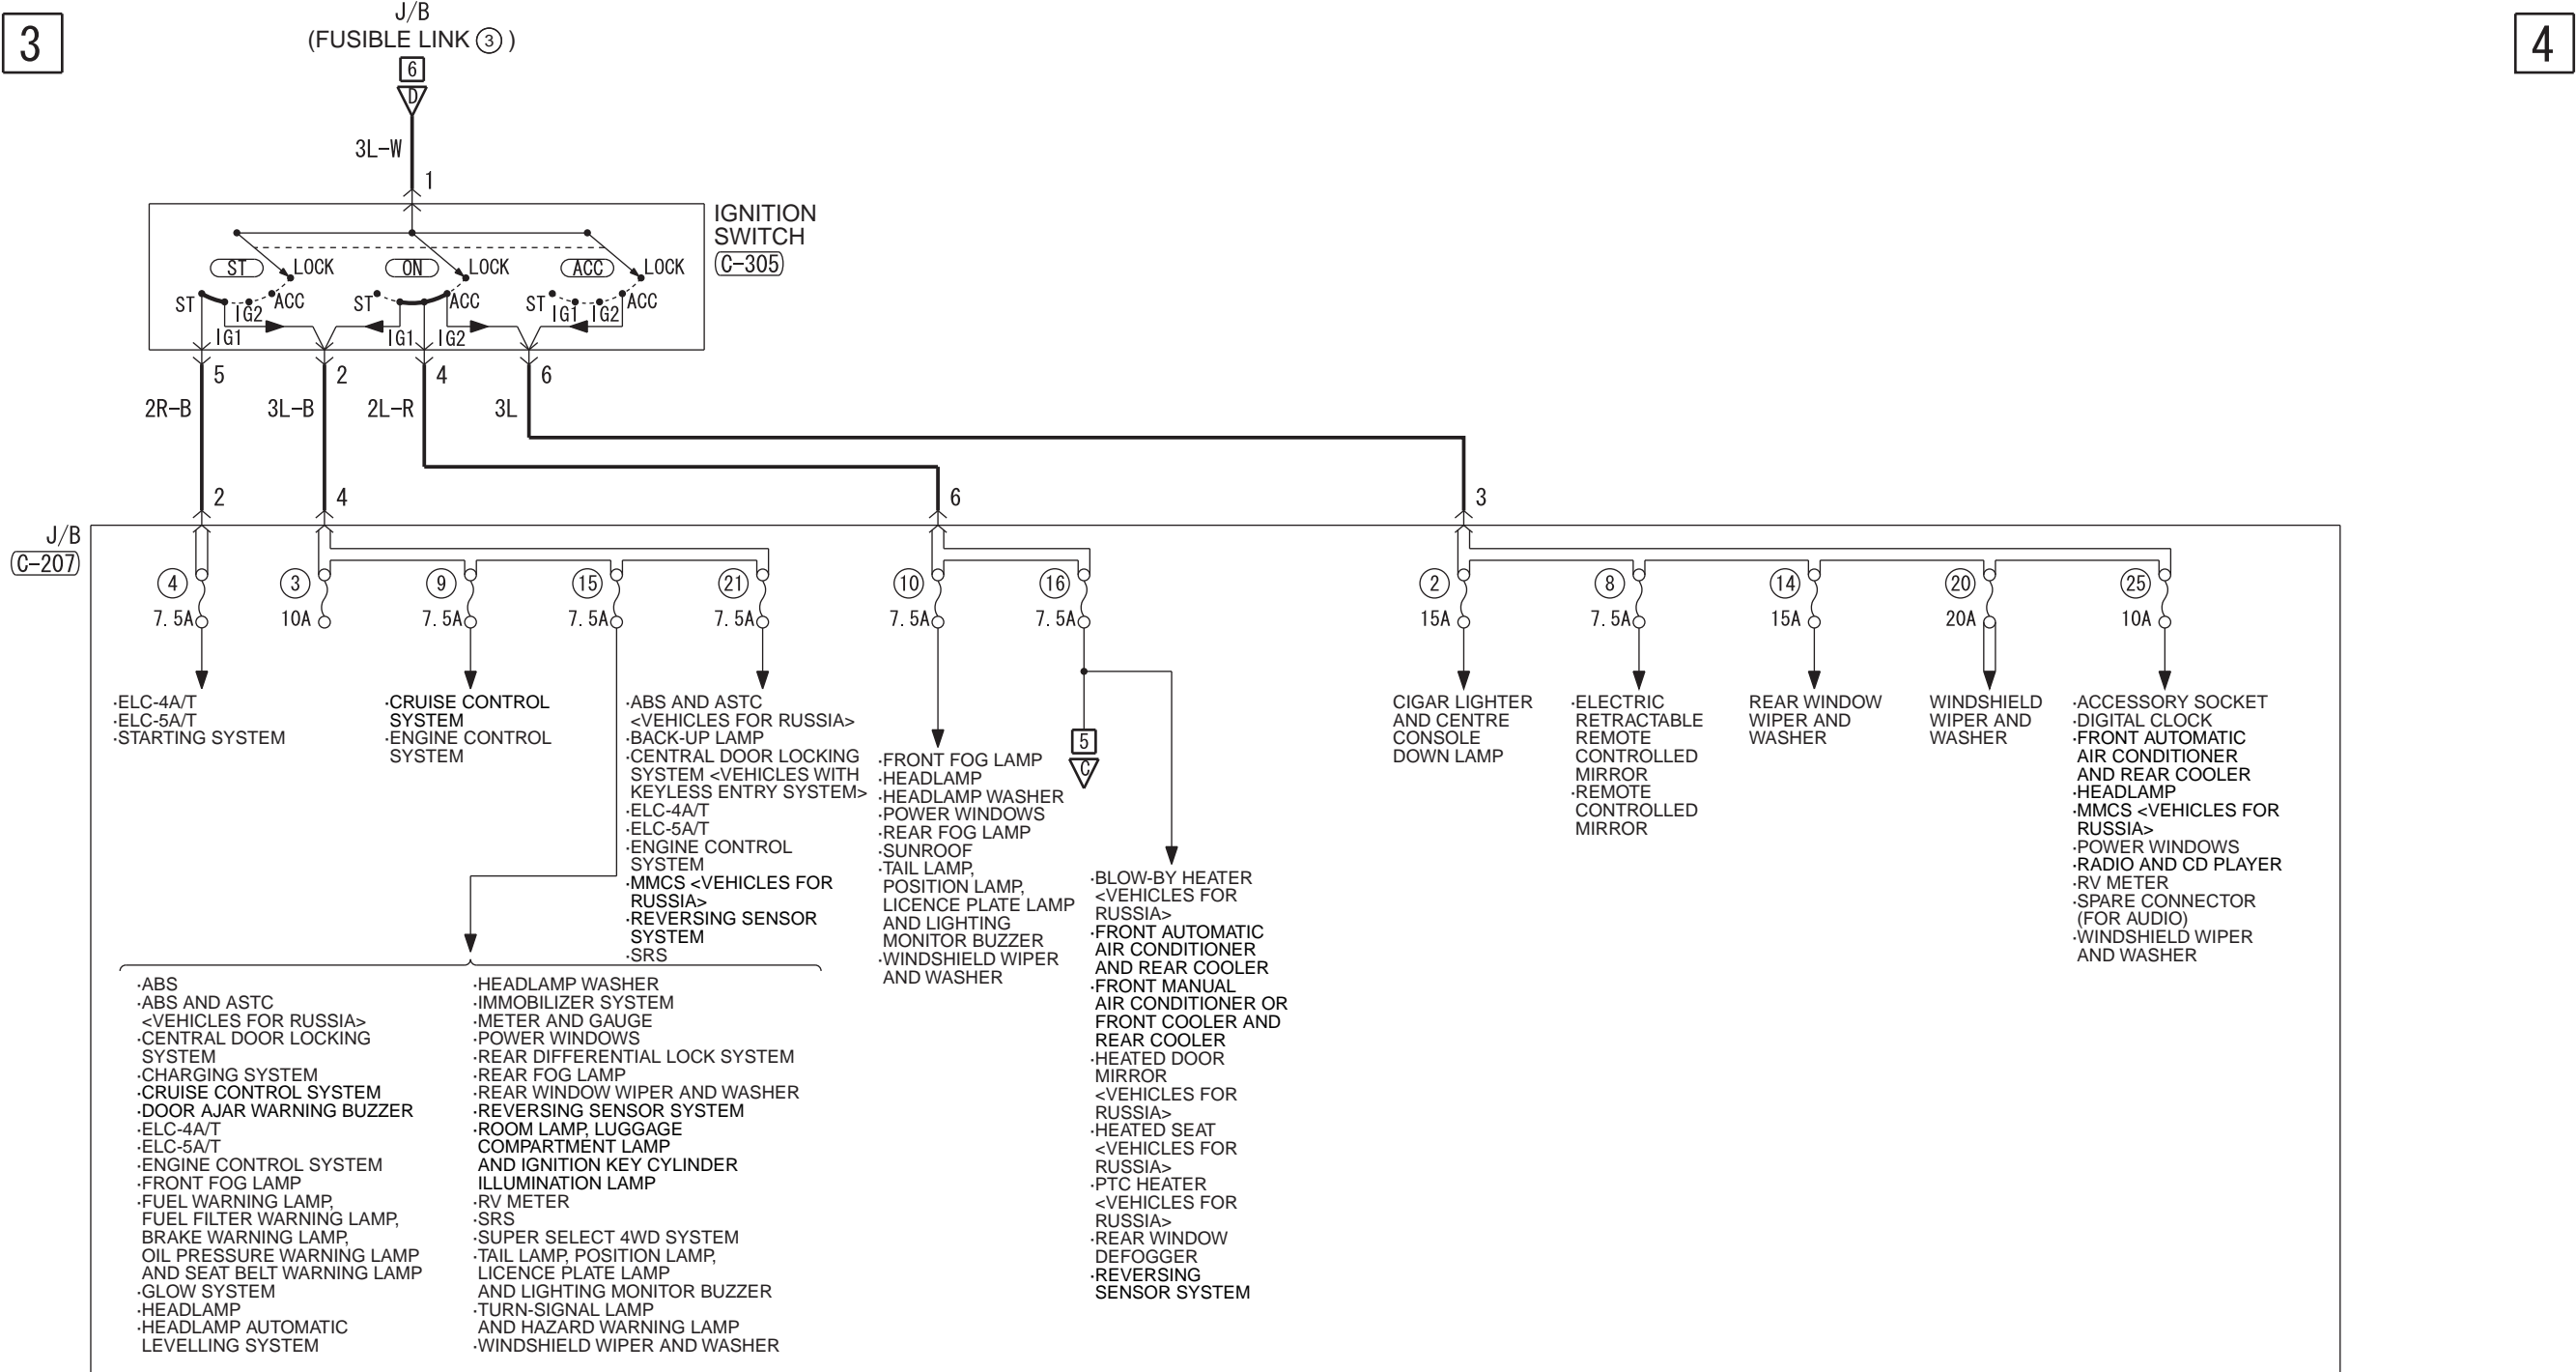 3
4
J/B
(FUSIBLE LINK 3 )
6
D
3L-W
1
IGNITION
SWITCH
C-305
ST
LOCK
ON
LOCK
ACC
LOCK
ST
IG1
IG2
ACC
ST
IG1
IG2
ACC
ST
IG1
IG2
ACC
5
2
4
6
2R-B
3L-B
2L-R
3L
2
4
6
3
J/B
C-207
4
7.5A
3
10A
9
7.5A
15
7.5A
21
7.5A
10
7.5A
16
7.5A
2
15A
8
7.5A
14
15A
20
20A
25
10A
·ELC-4A/T
·ELC-5A/T
·STARTING SYSTEM
·CRUISE CONTROL
SYSTEM
·ENGINE CONTROL
SYSTEM
·ABS AND ASTC
<VEHICLES FOR RUSSIA>
·BACK-UP LAMP
·CENTRAL DOOR LOCKING
SYSTEM <VEHICLES WITH
KEYLESS ENTRY SYSTEM>
·ELC-4A/T
·ELC-5A/T
·ENGINE CONTROL
SYSTEM
·MMCS <VEHICLES FOR
RUSSIA>
·REVERSING SENSOR
SYSTEM
·SRS
·FRONT FOG LAMP
·HEADLAMP
·HEADLAMP WASHER
·POWER WINDOWS
·REAR FOG LAMP
·SUNROOF
·TAIL LAMP,
POSITION LAMP,
LICENCE PLATE LAMP
AND LIGHTING
MONITOR BUZZER
·WINDSHIELD WIPER
AND WASHER
5
C
·BLOW-BY HEATER
<VEHICLES FOR
RUSSIA>
·FRONT AUTOMATIC
AIR CONDITIONER
AND REAR COOLER
·FRONT MANUAL
AIR CONDITIONER OR
FRONT COOLER AND
REAR COOLER
·HEATED DOOR
MIRROR
<VEHICLES FOR
RUSSIA>
·HEATED SEAT
<VEHICLES FOR
RUSSIA>
·PTC HEATER
<VEHICLES FOR
RUSSIA>
·REAR WINDOW
DEFOGGER
·REVERSING
SENSOR SYSTEM
CIGAR LIGHTER
AND CENTRE
CONSOLE
DOWN LAMP
·ELECTRIC
RETRACTABLE
REMOTE
CONTROLLED
MIRROR
·REMOTE
CONTROLLED
MIRROR
REAR WINDOW
WIPER AND
WASHER
WINDSHIELD
WIPER AND
WASHER
·ACCESSORY SOCKET
·DIGITAL CLOCK
·FRONT AUTOMATIC
AIR CONDITIONER
AND REAR COOLER
·HEADLAMP
·MMCS <VEHICLES FOR
RUSSIA>
·POWER WINDOWS
·RADIO AND CD PLAYER
·RV METER
·SPARE CONNECTOR
(FOR AUDIO)
·WINDSHIELD WIPER
AND WASHER
·ABS
·ABS AND ASTC
<VEHICLES FOR RUSSIA>
·CENTRAL DOOR LOCKING
SYSTEM
·CHARGING SYSTEM
·CRUISE CONTROL SYSTEM
·DOOR AJAR WARNING BUZZER
·ELC-4A/T
·ELC-5A/T
·ENGINE CONTROL SYSTEM
·FRONT FOG LAMP
·FUEL WARNING LAMP,
FUEL FILTER WARNING LAMP,
BRAKE WARNING LAMP,
OIL PRESSURE WARNING LAMP
AND SEAT BELT WARNING LAMP
·GLOW SYSTEM
·HEADLAMP
·HEADLAMP AUTOMATIC
LEVELLING SYSTEM
·HEADLAMP WASHER
·IMMOBILIZER SYSTEM
·METER AND GAUGE
·POWER WINDOWS
·REAR DIFFERENTIAL LOCK SYSTEM
·REAR FOG LAMP
·REAR WINDOW WIPER AND WASHER
·REVERSING SENSOR SYSTEM
·ROOM LAMP, LUGGAGE
COMPARTMENT LAMP
AND IGNITION KEY CYLINDER
ILLUMINATION LAMP
·RV METER
·SRS
·SUPER SELECT 4WD SYSTEM
·TAIL LAMP, POSITION LAMP,
LICENCE PLATE LAMP
AND LIGHTING MONITOR BUZZER
·TURN-SIGNAL LAMP
AND HAZARD WARNING LAMP
·WINDSHIELD WIPER AND WASHER